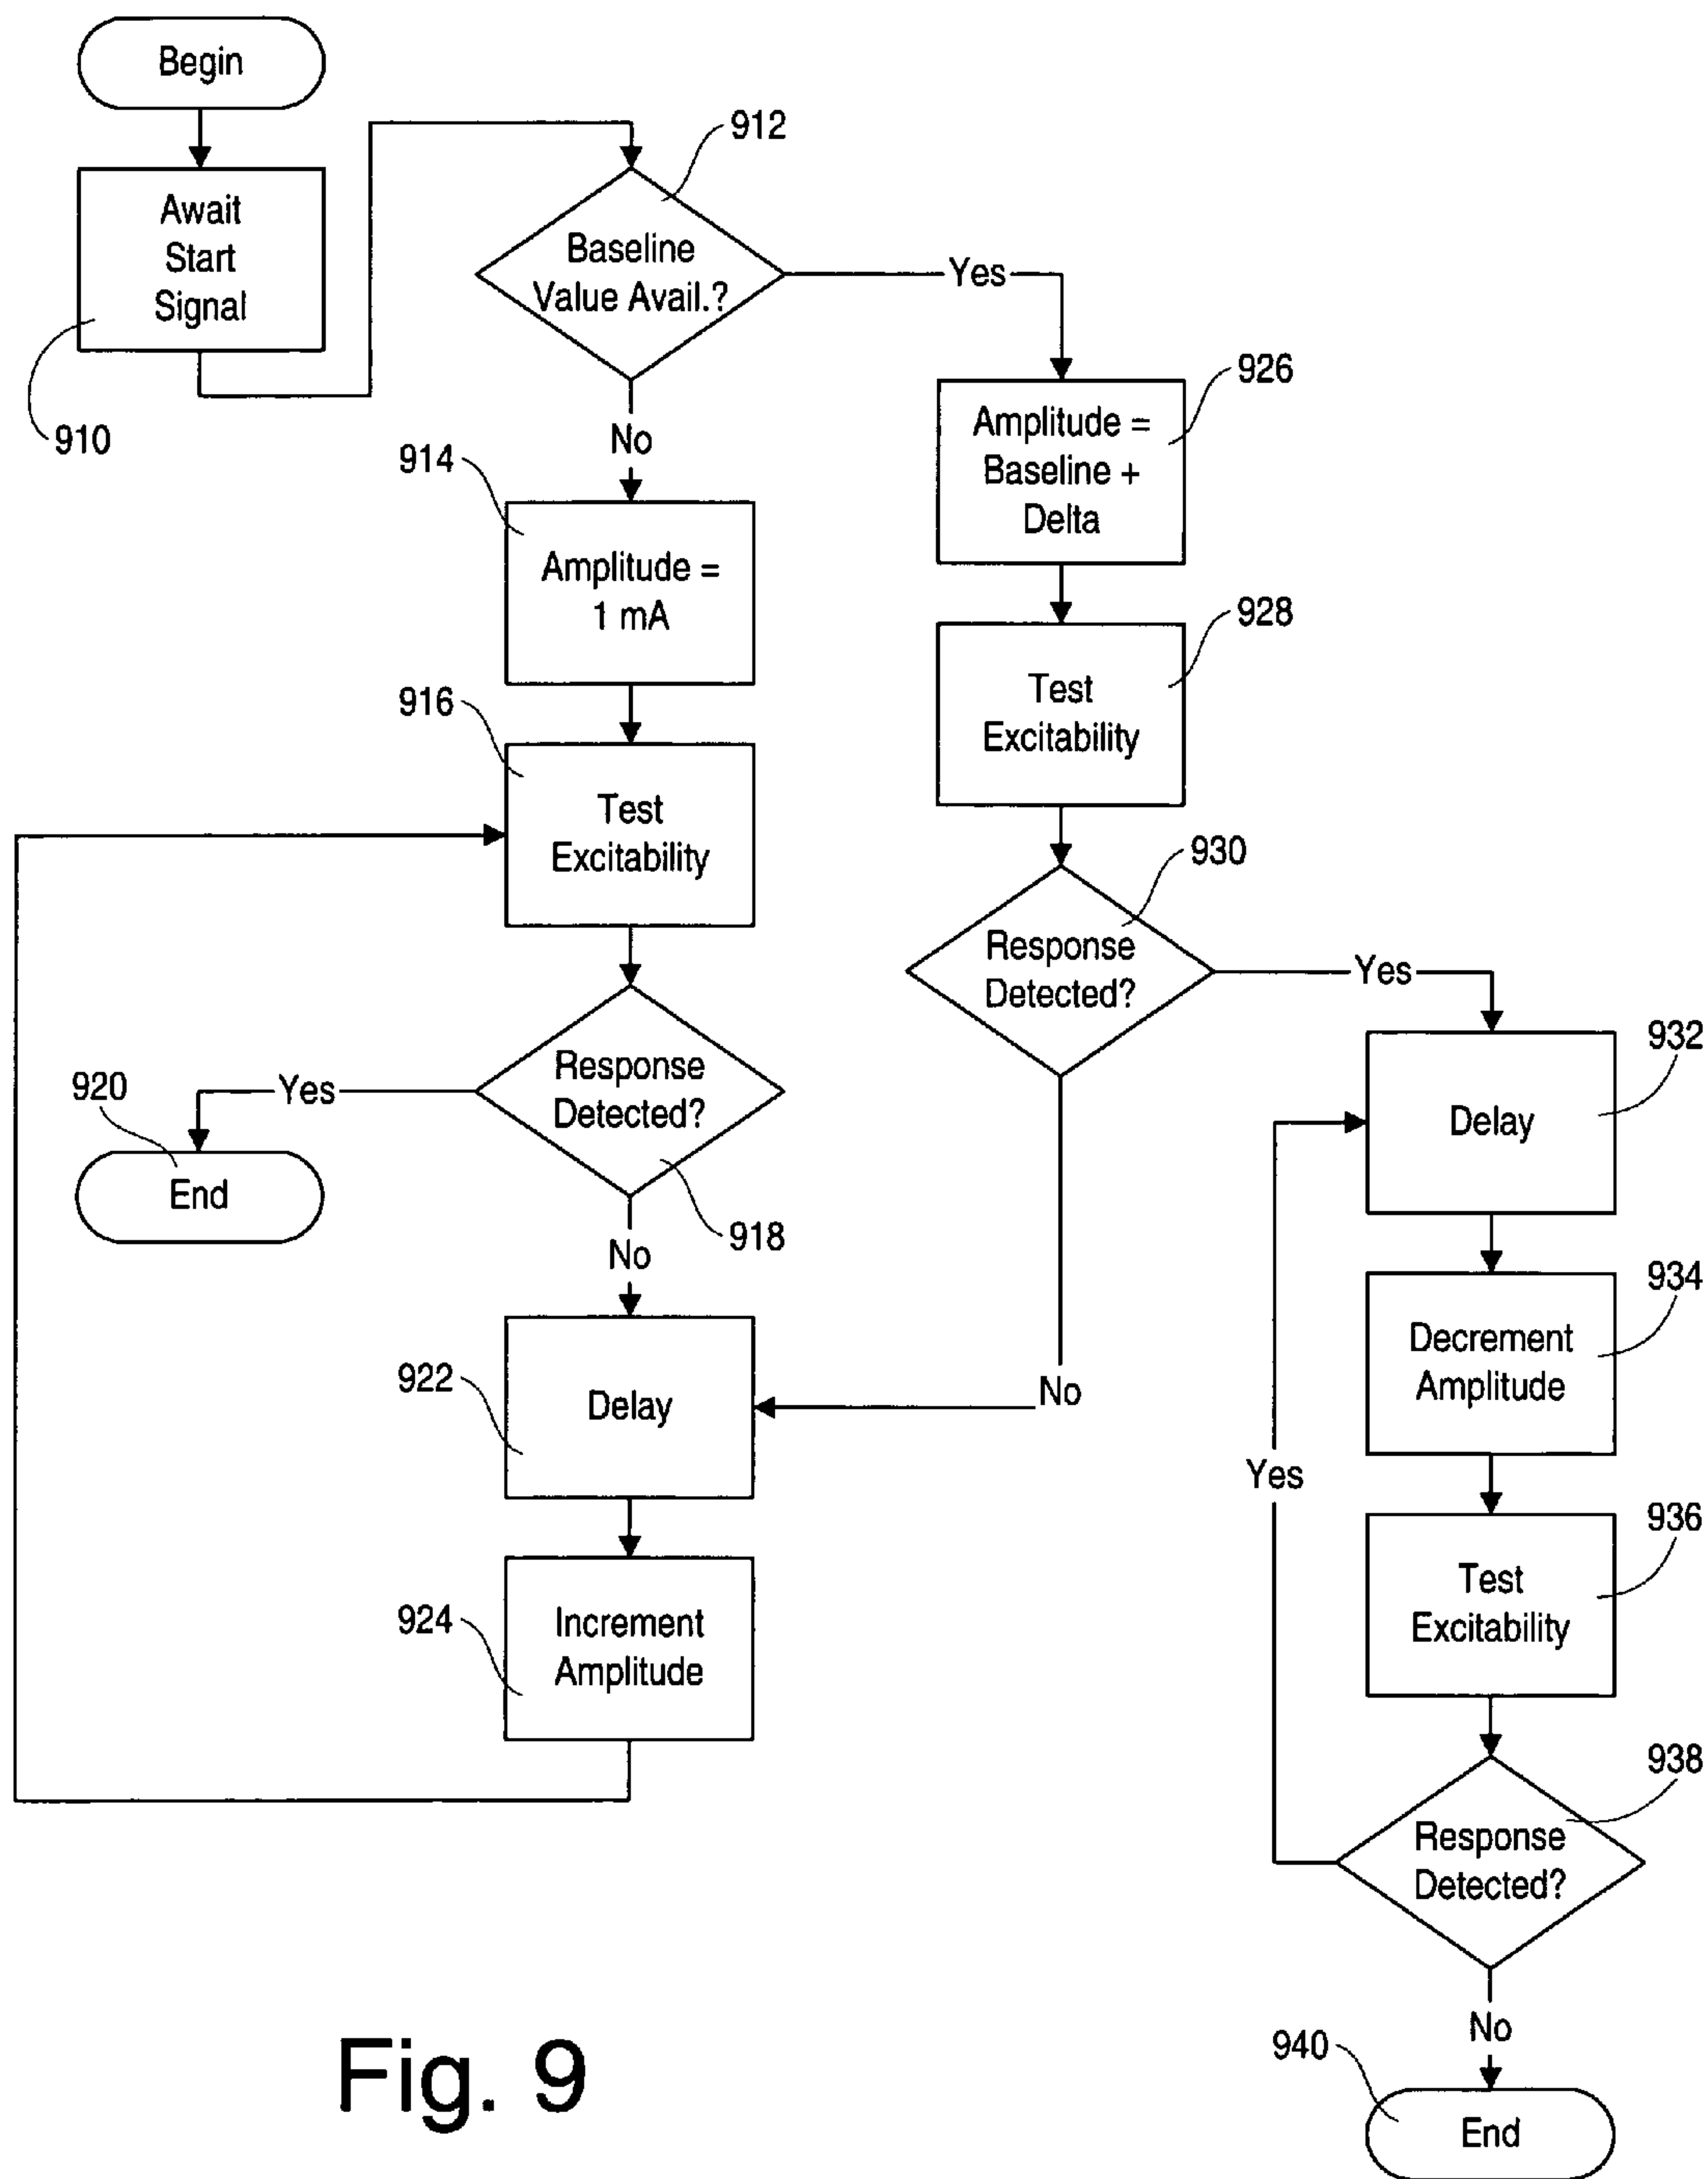 Begin
Await
Start
Signal
910
912
Baseline
Value Avail.?
Yes
No
914
Amplitude =
1 mA
916
Test
Excitability
Response
Detected?
918
Yes
920
End
No
922
Delay
924
Increment
Amplitude
926
Amplitude =
Baseline +
Delta
928
Test
Excitability
930
Response
Detected?
Yes
No
932
Delay
934
Decrement
Amplitude
936
Test
Excitability
938
Response
Detected?
Yes
No
940
End
Fig. 9